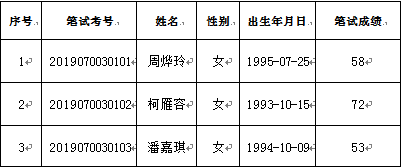 序号 笔试考号 姓名 性别 出生年月日 笔试成绩
1 2019070030101 周烨玲 女 1995-07-25 58
2 2019070030102 柯雁容 女 1993-10-15 72
3 2019070030103 潘嘉琪 女 1994-10-09 53